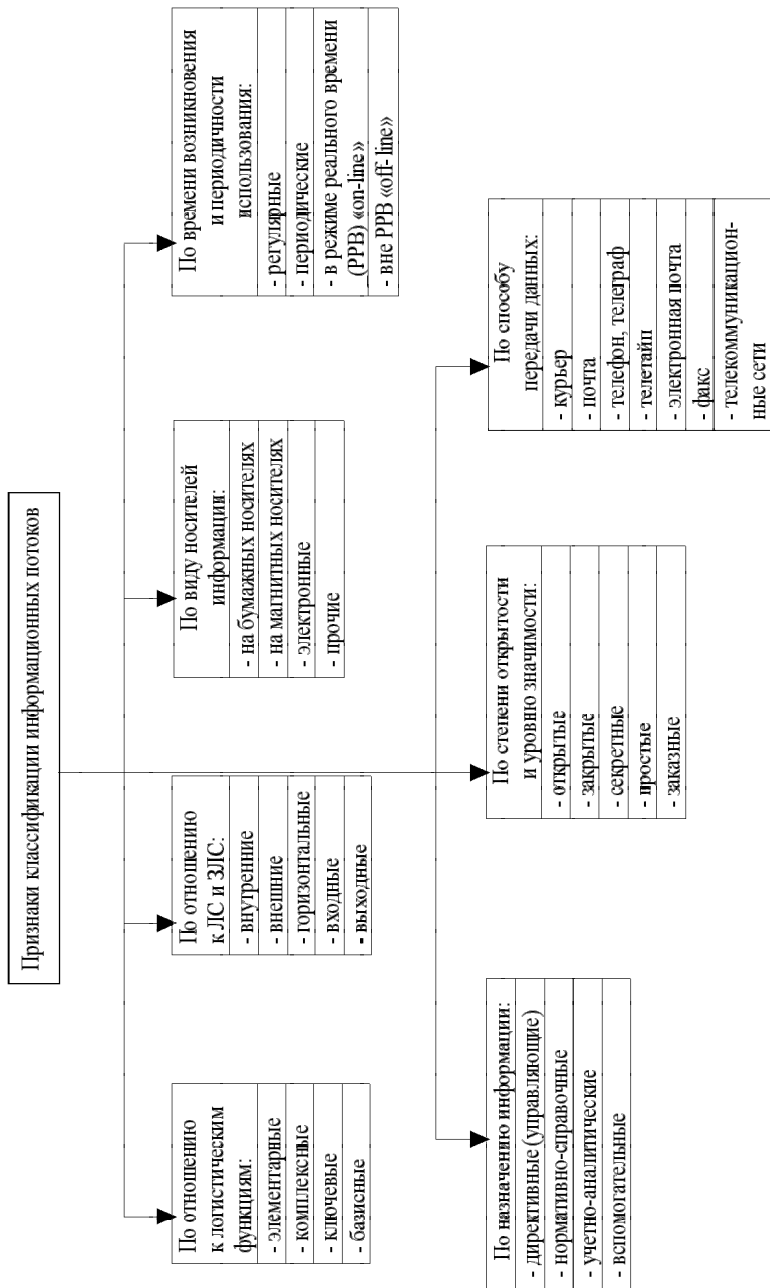 Признаки классификации информационных потоков
По отношению
к логистическим
функциям:
- элементарные
- комплексные
- ключевые
- базисные
По отношению
к ЛС и ЗЛС:
- внутренние
- внешние
- горизонтальные
- входные
- выходные
По виду носителей
информации:
- на бумажных носителях
- на магнитных носителях
- электронные
- прочие
По времени возникновения
и периодичности
использования:
- регулярные
- периодические
- в режиме реального времени
(РРВ) «on-line»
- вне РРВ «off-line»
По назначению информации:
- директивные (управляющие)
- нормативно-справочные
- учетно-аналитические
- вспомогательные
По степени открытости
и уровню значимости:
- открытые
- закрытые
- секретные
- простые
- заказные
По способу
передачи данных:
- курьер
- почта
- телефон, телеграф
- телетайп
- электронная почта
- факс
- телекоммуникацион-
ные сети